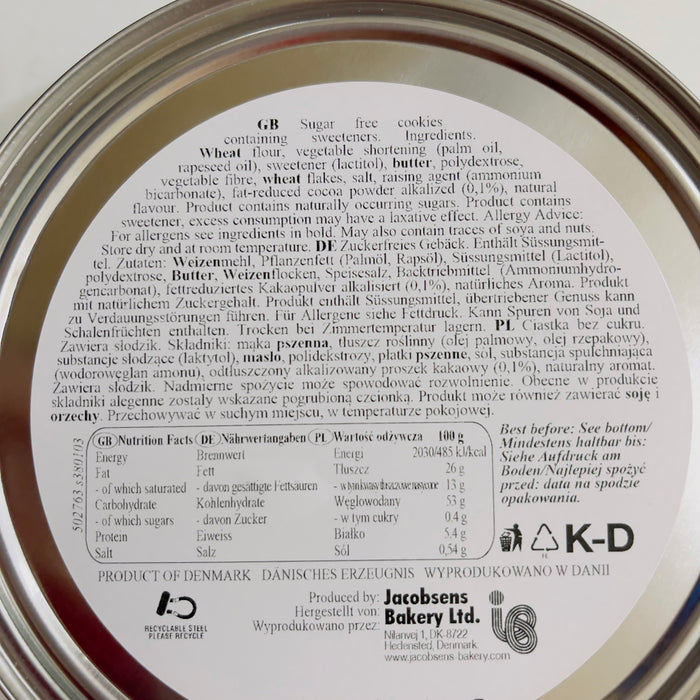 GB Sugar free cookies
containing sweeteners. Ingredients.
Wheat flour, vegetable shortening (palm oil,
rapeseed oil), sweetener (lactitol), butter, polydextrose,
vegetable fibre, wheat flakes, salt, raising agent (ammonium
bicarbonate), fat-reduced cocoa powder alkalized (0,1%), natural
flavour. Product contains naturally occurring sugars. Product contains
sweetener, excess consumption may have a laxative effect. Allergy Advice:
For allergens see ingredients in bold. May also contain traces of soya and nuts.
Store dry and at room temperature. DE Zuckerfreies Gebäck. Enthält Süssungsmit-
tel. Zutaten: Weizenmehl, Pflanzenfett (Palmöl, Rapsöl), Süssungsmittel (Lactitol),
polydextrose, Butter, Weizenflocken, Speisesalz, Backtriebmittel (Ammoniumhydro-
gencarbonat), fettreduziertes Kakaopulver alkalisiert (0,1%), natürliches Aroma. Produkt
mit natürlichem Zuckergehalt. Produkt enthält Süssungsmittel, übertriebener Genuss kann
zu Verdauungsstörungen führen. Für Allergene siehe Fettdruck. Kann Spuren von Soja und
Schalenfrüchten enthalten. Trocken bei Zimmertemperatur lagern. PL Ciastka bez cukru.
Zawiera słodzik. Składniki: mąka pszenna, tłuszcz roślinny (olej palmowy, olej rzepakowy),
substancje słodzące (laktytol), masło, polidekstrozy, płatki pszenne, sól, substancja spulchniająca
(wodorowęglan amonu), odtłuszczony alkalizowany proszek kakaowy (0,1%), naturalny aromat.
Zawiera słodzik. Nadmierne spożycie może spowodować rozwolnienie. Obecne w produkcie
składniki alegenne zostały wskazane pogrubioną czcionką. Produkt może również zawierać soję i
orzechy. Przechowywać w suchym miejscu, w temperaturze pokojowej.
GB Nutrition Facts DE Nährwertangaben PL Wartość odżywcza 100 g
Energy Brennwert Energi 2030/485 kJ/kcal
Fat Fett Tłuszcz 26 g
- of which saturated - davon gesättigte Fettsäuren 13 g
Carbohydrate Kohlenhydrate Węglowodany 53 g
- of which sugars - davon Zucker - w tym cukry 0.4 g
Protein Eiweiss Białko 5,4 g
Salt Salz Sól 0,54 g
502763 s380103
Best before: See bottom/
Mindestens haltbar bis:
Siehe Aufdruck am
Boden/Najlepiej spożyć
przed: data na spodzie
opakowania.
K-D
PRODUCT OF DENMARK DÄNISCHES ERZEUGNIS WYPRODUKOWANO W DANII
RECYCLABLE STEEL
PLEASE RECYCLE
Produced by:
Hergestellt von:
Wyprodukowano przez:
Jacobsens
Bakery Ltd.
Nilanvej 1, DK-8722
Hedensted, Denmark
www.jacobsens-bakery.com